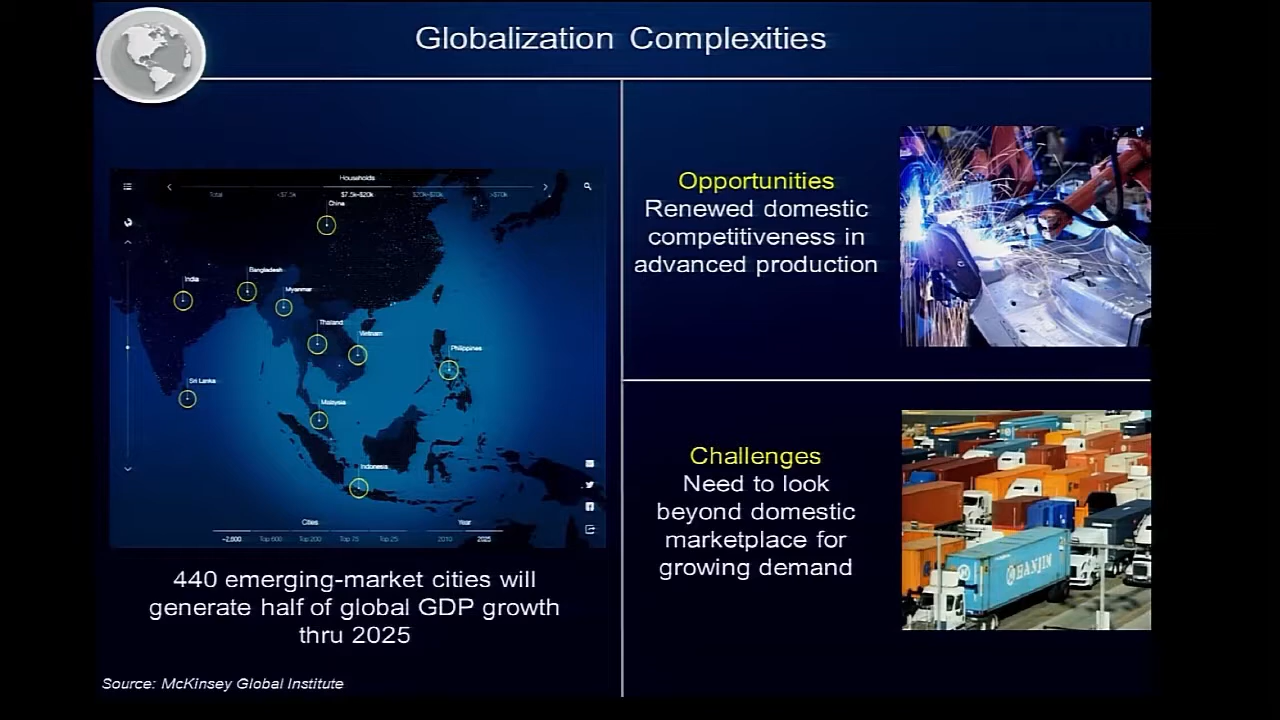 Globalization Complexities
Households
Total <$7.5k $7.5k-$20k $20k-$70k >$70k
China
Bangladesh
India
Myanmar
Thailand
Vietnam
Philippines
Sri Lanka
Malaysia
Indonesia
Cities
Year
~2,600 Top 600 Top 200 Top 75 Top 25
2010 2025
440 emerging-market cities will
generate half of global GDP growth
thru 2025
Source: McKinsey Global Institute
Opportunities
Renewed domestic
competitiveness in
advanced production
Challenges
Need to look
beyond domestic
marketplace for
growing demand
HANJIN